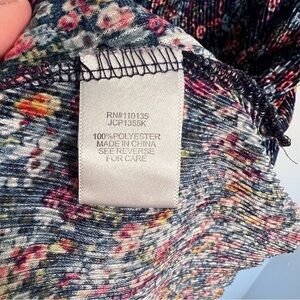 RN#110135
JCP1355K
100%POLYESTER
MADE IN CHINA
SEE REVERSE
FOR CARE